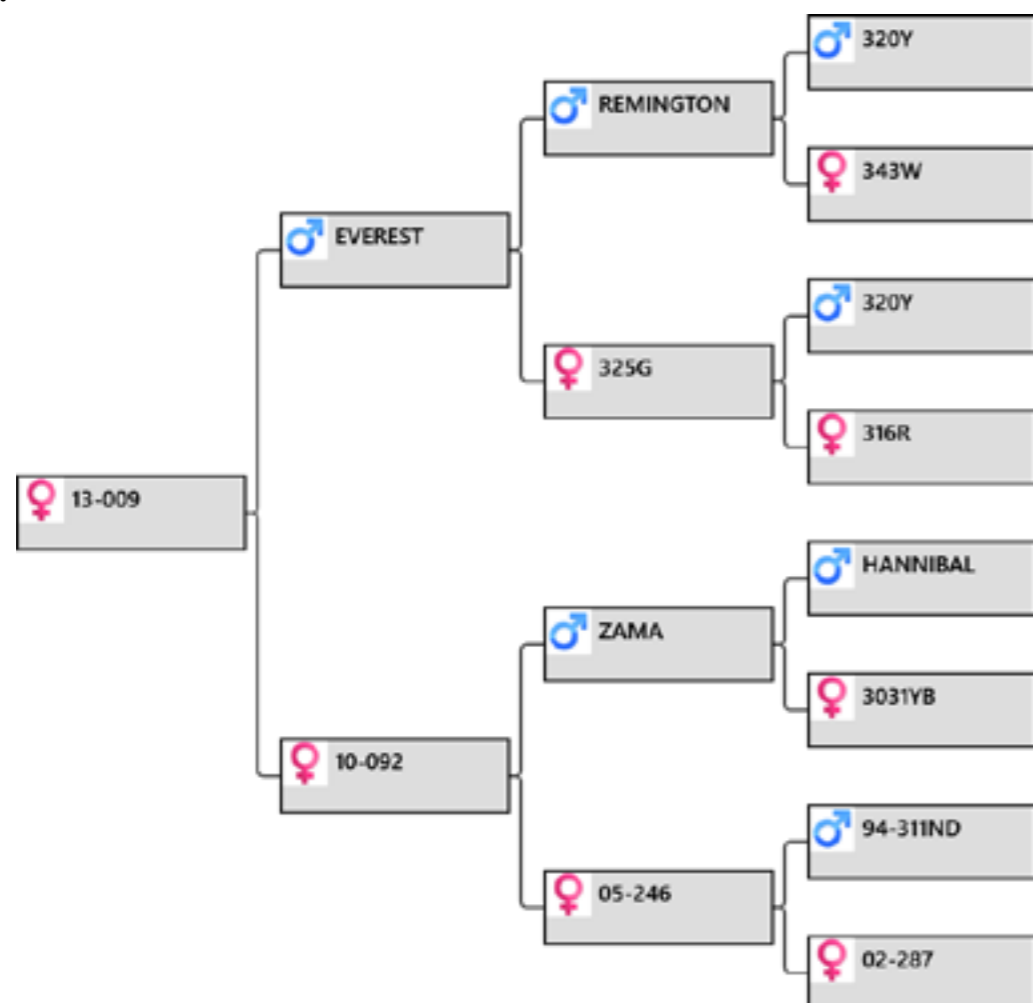 320Y
REMINGTON
343W
EVEREST
320Y
325G
316R
13-009
HANNIBAL
ZAMA
3031YB
10-092
94-311ND
05-246
02-287